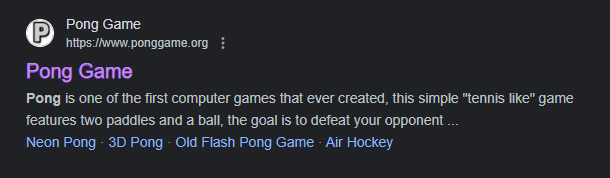 Pong Game
https://www.ponggame.org
Pong Game
Pong is one of the first computer games that ever created, this simple "tennis like" game
features two paddles and a ball, the goal is to defeat your opponent ...
Neon Pong · 3D Pong · Old Flash Pong Game · Air Hockey